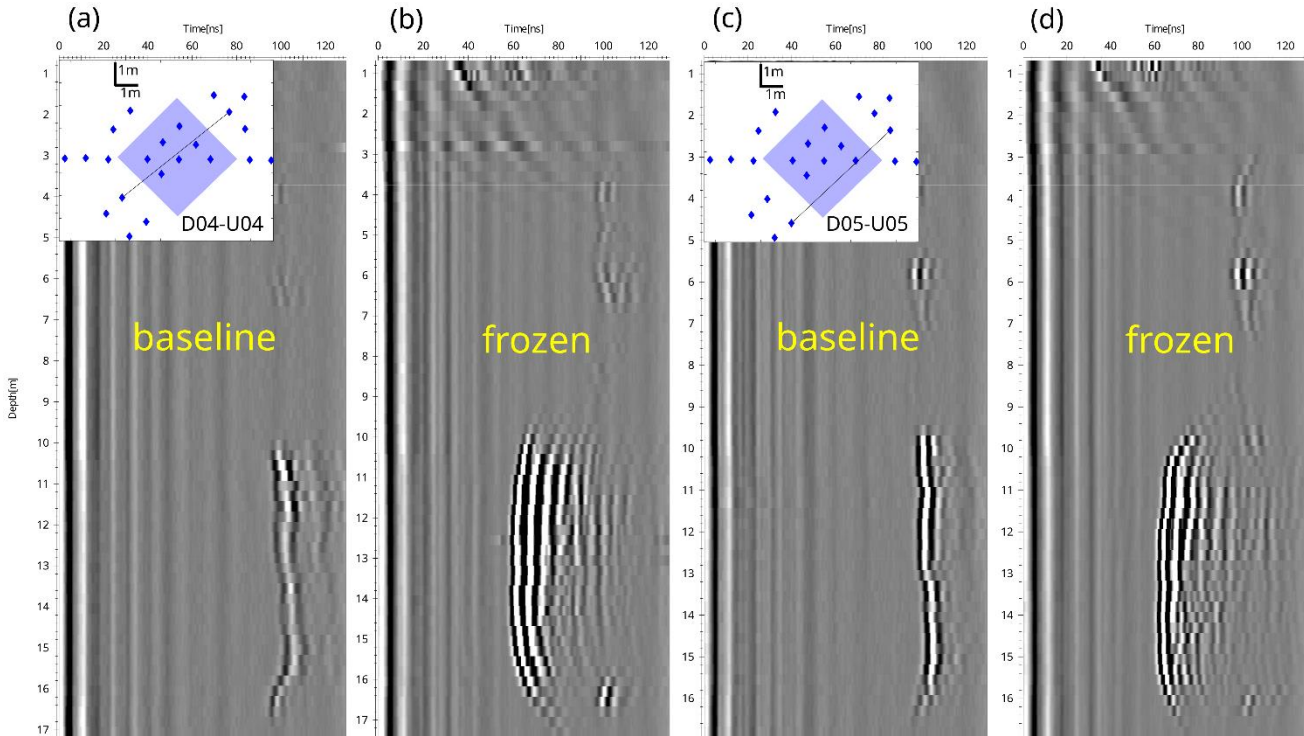 (a) (b) (c) (d)
Time[ns] Time[ns] Time[ns] Time[ns]
0 20 40 60 80 100 120
0 20 40 60 80 100 120
0 20 40 60 80 100 120
0 20 40 60 80 100 120
1m
1m
D04-U04
1m
1m
D05-U05
baseline
frozen
baseline
frozen
Depth[m]
1 2 3 4 5 6 7 8 9 10 11 12 13 14 15 16 17
1 2 3 4 5 6 7 8 9 10 11 12 13 14 15 16 17
1 2 3 4 5 6 7 8 9 10 11 12 13 14 15 16
1 2 3 4 5 6 7 8 9 10 11 12 13 14 15 16